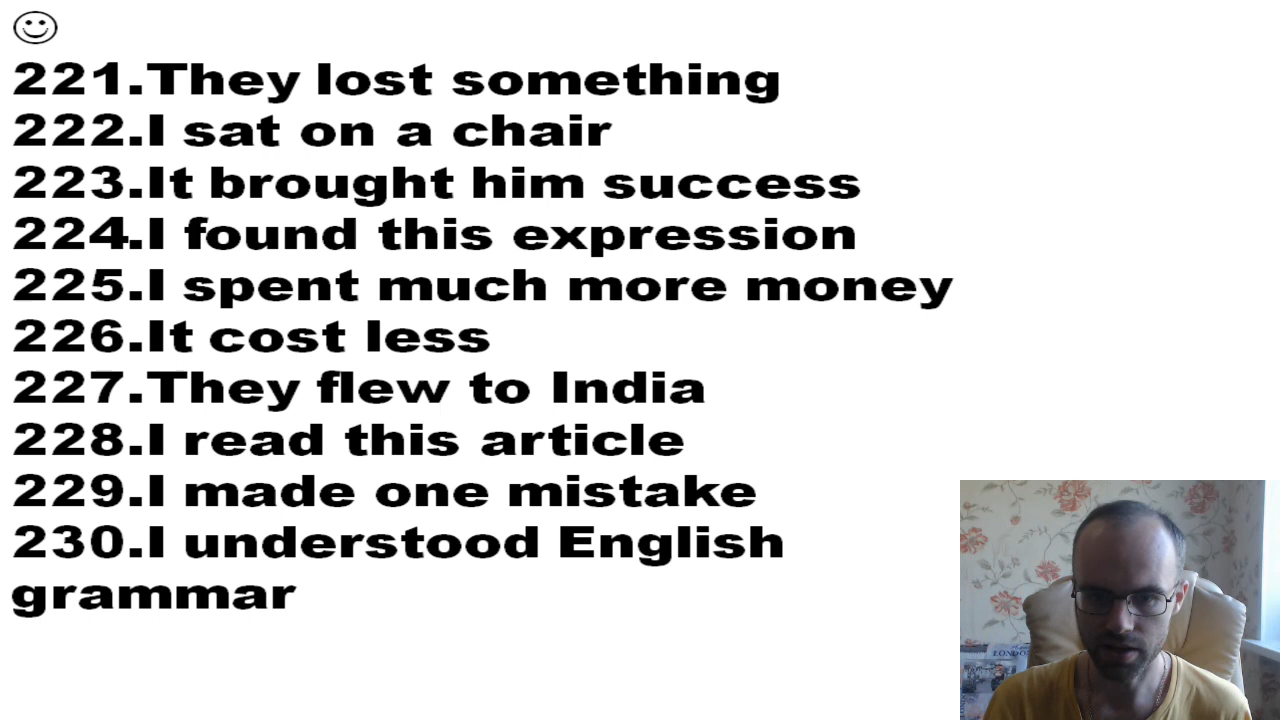 221.They lost something
222.I sat on a chair
223.It brought him success
224.I found this expression
225.I spent much more money
226.It cost less
227.They flew to India
228.I read this article
229.I made one mistake
230.I understood English
grammar
LONDON